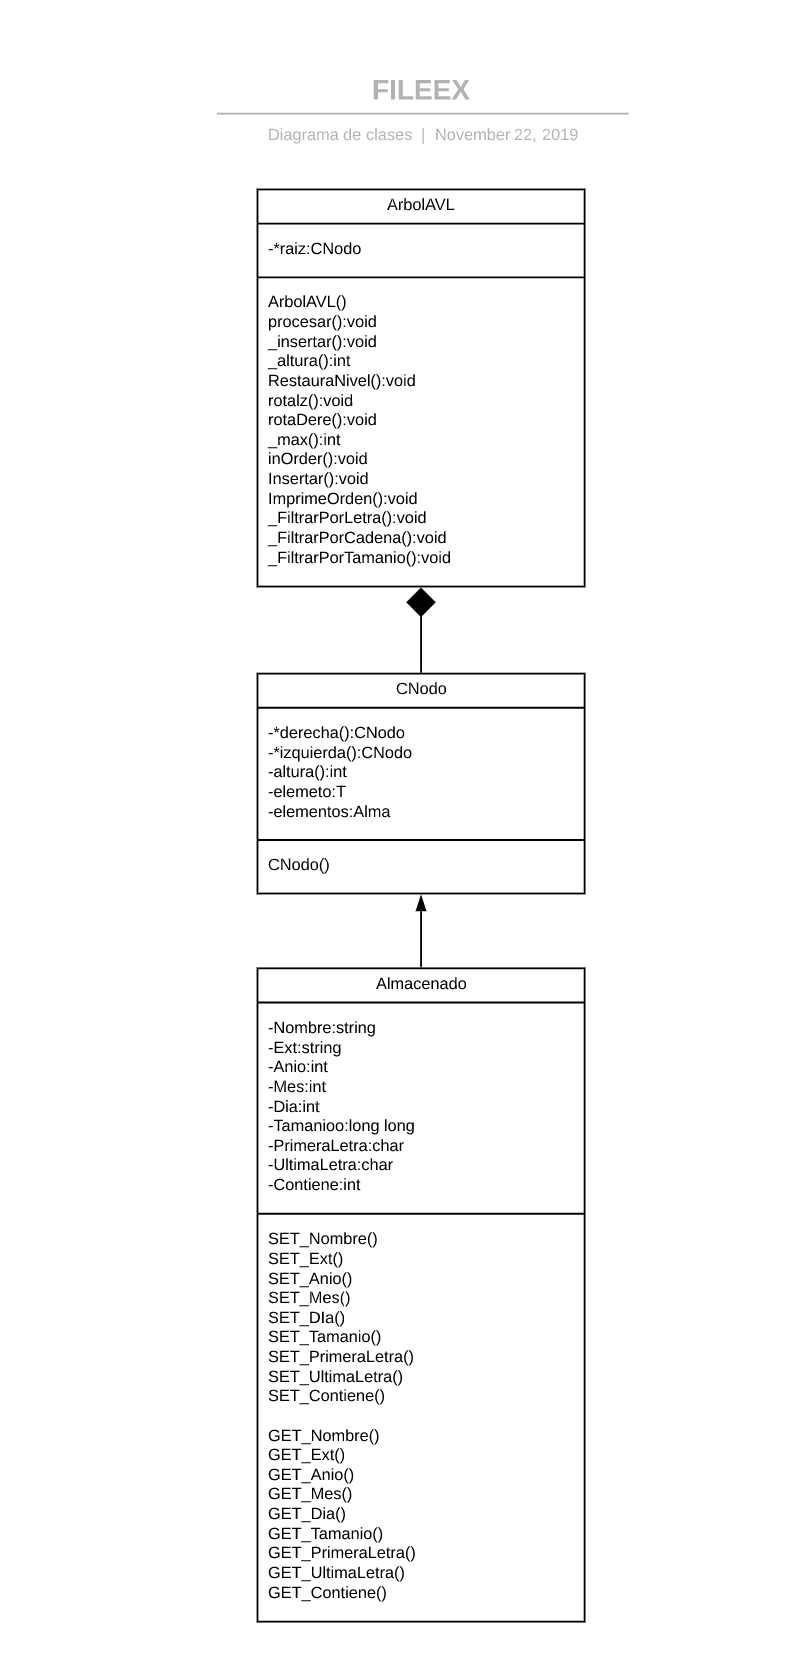 FILEEX
Diagrama de clases | November 22, 2019
ArbolAVL
-*raiz:CNodo
ArbolAVL()
procesar():void
_insertar():void
_altura():int
RestauraNivel():void
rotaIz():void
rotaDere():void
_max():int
inOrder():void
Insertar():void
ImprimeOrden():void
_FiltrarPorLetra():void
_FiltrarPorCadena():void
_FiltrarPorTamanio():void
CNodo
-*derecha():CNodo
-*izquierda():CNodo
-altura():int
-elemeto:T
-elementos:Alma
CNodo()
Almacenado
-Nombre:string
-Ext:string
-Anio:int
-Mes:int
-Dia:int
-Tamanioo:long long
-PrimeraLetra:char
-UltimaLetra:char
-Contiene:int
SET_Nombre()
SET_Ext()
SET_Anio()
SET_Mes()
SET_DIa()
SET_Tamanio()
SET_PrimeraLetra()
SET_UltimaLetra()
SET_Contiene()
GET_Nombre()
GET_Ext()
GET_Anio()
GET_Mes()
GET_Dia()
GET_Tamanio()
GET_PrimeraLetra()
GET_UltimaLetra()
GET_Contiene()